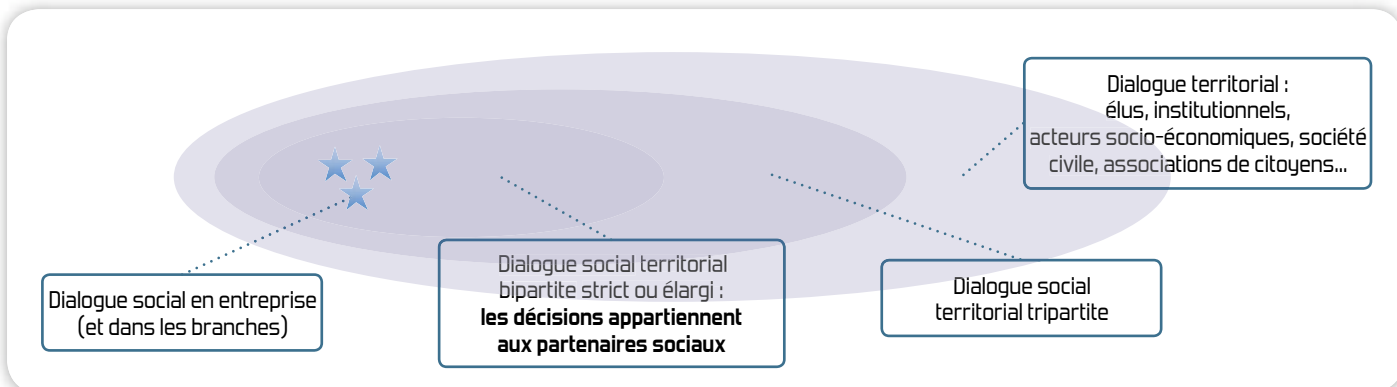 Dialogue territorial :
élus, institutionnels,
acteurs socio-économiques, société
civile, associations de citoyens...
Dialogue social en entreprise
(et dans les branches)
Dialogue social territorial
bipartite strict ou élargi :
les décisions appartiennent
aux partenaires sociaux
Dialogue social
territorial tripartite